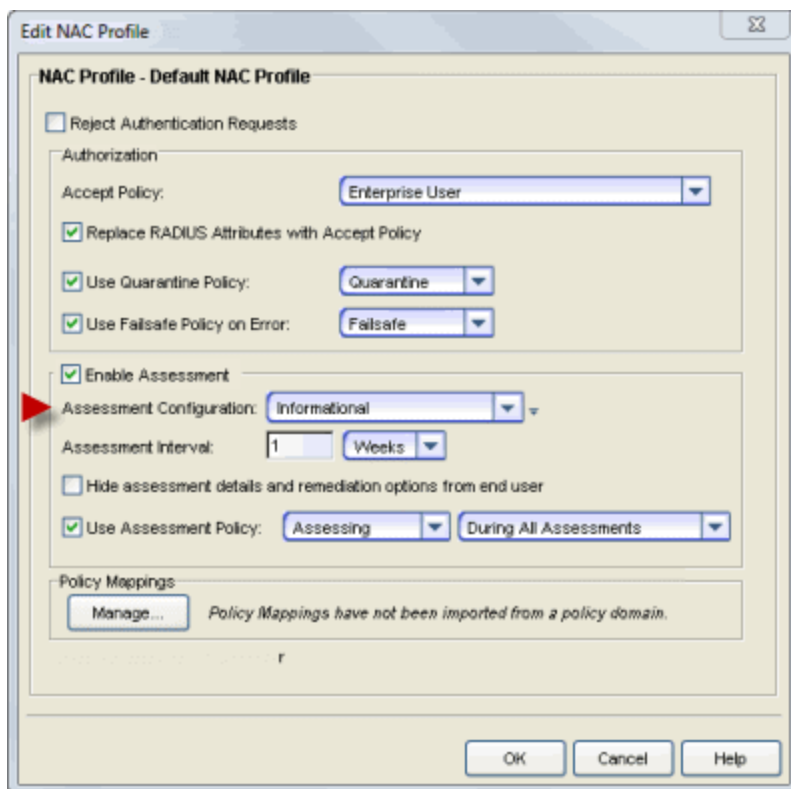 Edit NAC Profile
NAC Profile - Default NAC Profile
Reject Authentication Requests
Authorization
Accept Policy: Enterprise User
Replace RADIUS Attributes with Accept Policy
Use Quarantine Policy: Quarantine
Use Failsafe Policy on Error: Failsafe
Enable Assessment
Assessment Configuration: Informational
Assessment Interval: 1 Weeks
Hide assessment details and remediation options from end user
Use Assessment Policy: Assessing During All Assessments
Policy Mappings
Manage... Policy Mappings have not been imported from a policy domain.
r
OK Cancel Help